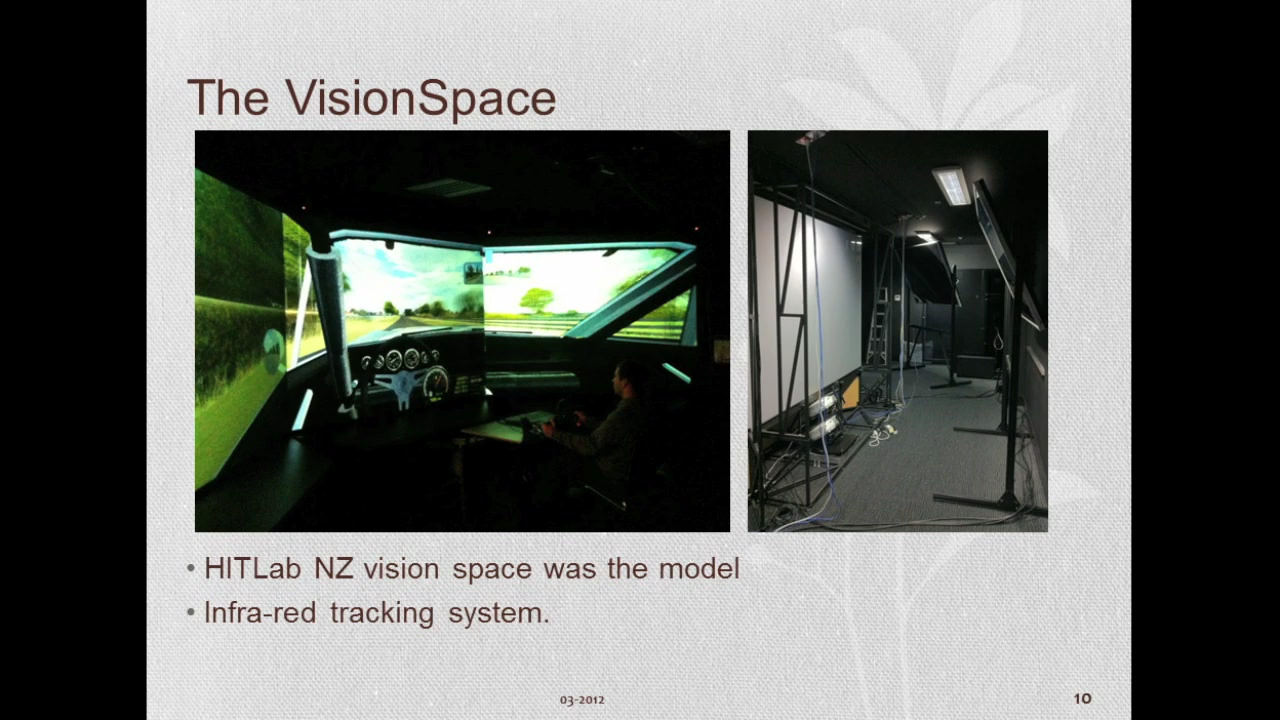 The VisionSpace
• HITLab NZ vision space was the model
• Infra-red tracking system.
03-2012
10